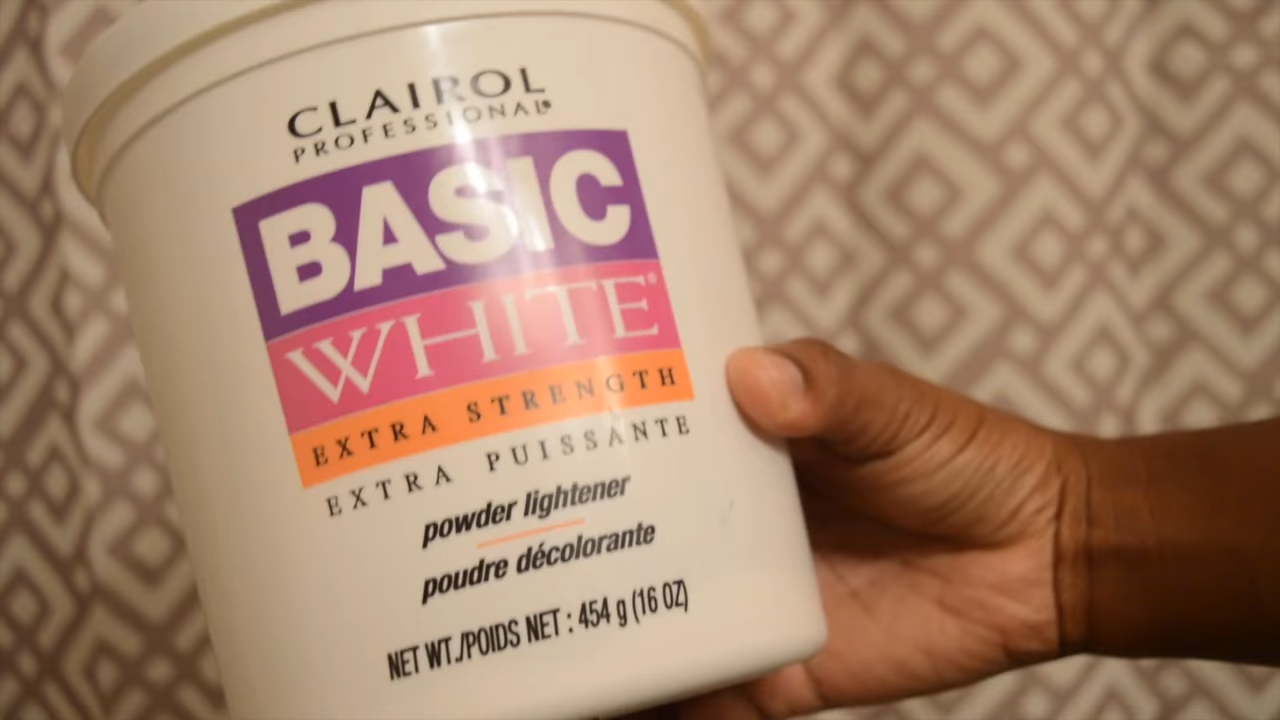 CLAIROL
PROFESSIONAL®
BASIC
WHITE®
EXTRA STRENGTH
EXTRA PUISSANTE
powder lightener
poudre décolorante
NET WT./POIDS NET : 454 g (16 OZ)